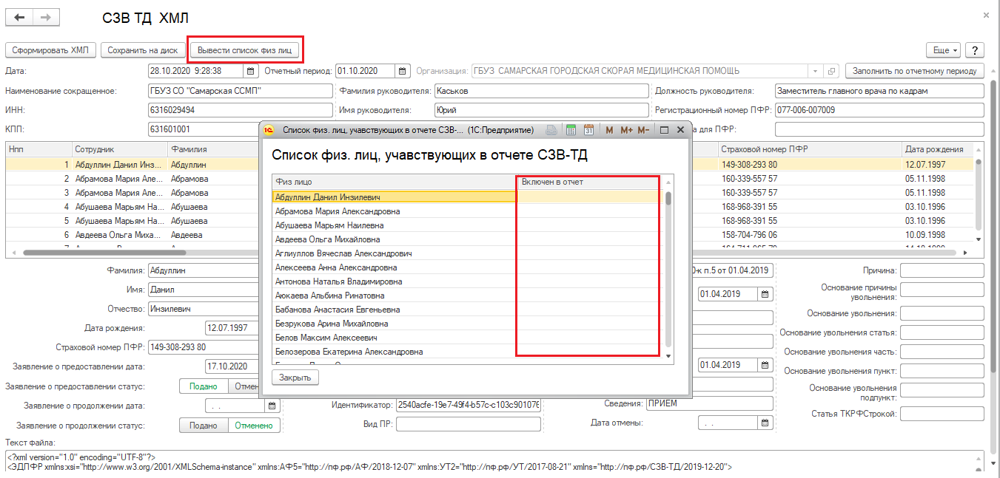 СЗВ ТД ХМЛ
Сформировать ХМЛ Сохранить на диск Вывести список физ лиц Еще ?
Дата: 28.10.2020 9:28:38 Отчетный период: 01.10.2020 Организация: ГБУЗ САМАРСКАЯ ГОРОДСКАЯ СКОРАЯ МЕДИЦИНСКАЯ ПОМОЩЬ Заполнить по отчетному периоду
Наименование сокращенное: ГБУЗ СО "Самарская ССМП" Фамилия руководителя: Каськов Должность руководителя: Заместитель главного врача по кадрам
ИНН: 6316029494 Имя руководителя: Юрий Регистрационный номер ПФР: 077-006-007009
КПП: 631601001 для ПФР:
1С Список физ. лиц, учавствующих в отчете СЗВ-... (1С:Предприятие) 31 M M+ M-
Список физ. лиц, учавствующих в отчете СЗВ-ТД
Физ лицо Включен в отчет
Абдуллин Данил Инзилевич
Абрамова Мария Александровна
Абушаева Марьям Наилевна
Авдеева Ольга Михайловна
Аглиуллов Вячеслав Александрович
Алексеева Анна Александровна
Антонова Наталья Владимировна
Аюкаева Альбина Ринатовна
Бабанова Анастасия Евгеньевна
Безрукова Арина Михайловна
Белов Максим Алексеевич
Белозерова Екатерина Александровна
Закрыть
Нпп Сотрудник Фамилия Страховой номер ПФР Дата рождения
1 Абдуллин Данил Инз... Абдуллин 149-308-293 80 12.07.1997
2 Абрамова Мария Але... Абрамова 160-339-557 57 05.11.1998
3 Абрамова Мария Але... Абрамова 160-339-557 57 05.11.1998
4 Абушаева Марьям На... Абушаева 168-968-391 55 03.10.1996
5 Абушаева Марьям На... Абушаева 168-968-391 55 03.10.1996
6 Авдеева Ольга Миха... Авдеева 158-704-796 06 10.09.1998
Фамилия: Абдуллин п.5 от 01.04.2019 Причина:
Имя: Данил 01.04.2019 Основание причины
увольнения:
Отчество: Инзилевич Основание увольнения:
Дата рождения: 12.07.1997 Основание увольнения статья:
Страховой номер ПФР: 149-308-293 80 Основание увольнения часть:
Заявление о предоставлении дата: 17.10.2020 01.04.2019 Основание увольнения пункт:
Заявление о предоставлении статус: Подано Отмен Основание увольнения
подпункт:
Заявление о продолжении дата: . . Идентификатор: 2540acfe-19e7-49f4-b57c-c103c901076 Сведения: ПРИЕМ Статья ТКРФСтрокой:
Заявление о продолжении статус: Подано Отменено Вид ПР: Дата отмены: . .
Текст файла:
<?xml version="1.0" encoding="UTF-8"?>
<ЭДПФР xmlns:xsi="http://www.w3.org/2001/XMLSchema-instance" xmlns:АФ5="http://пф.рф/АФ/2018-12-07" xmlns:УТ2="http://пф.рф/УТ/2017-08-21" xmlns="http://пф.рф/СЗВ-ТД/2019-12-20">